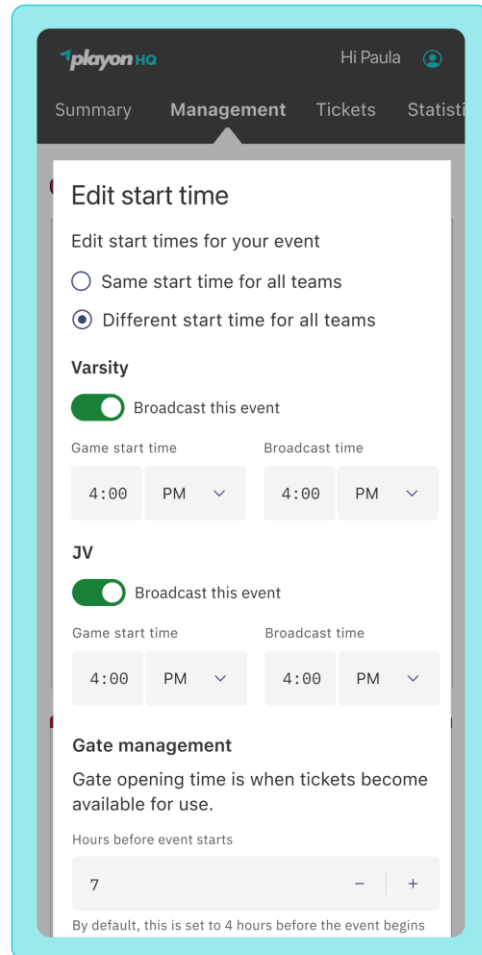 playon HQ
Hi Paula
Summary Management Tickets Statisti
Edit start time
Edit start times for your event
Same start time for all teams
Different start time for all teams
Varsity
Broadcast this event
Game start time Broadcast time
4:00 PM 4:00 PM
JV
Broadcast this event
Game start time Broadcast time
4:00 PM 4:00 PM
Gate management
Gate opening time is when tickets become
available for use.
Hours before event starts
7 − +
By default, this is set to 4 hours before the event begins